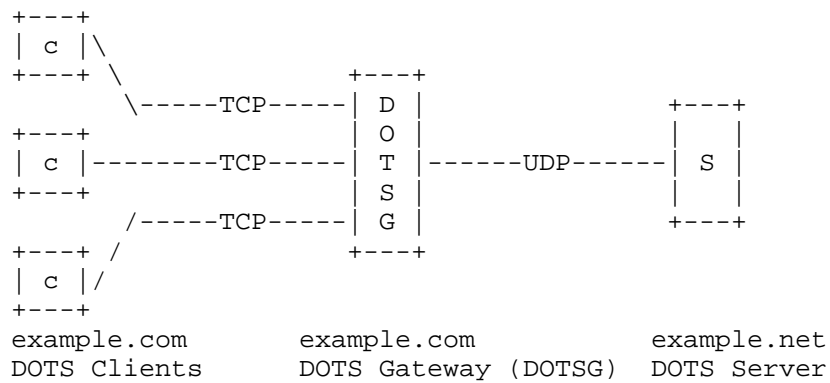 +---+
| c |\
+---+  \                +---+
        \-----TCP-----| D |                 +---+
+---+                 | O |                 |   |
| c |--------TCP-----| T |------UDP------| S |
+---+                 | S |                 |   |
        /-----TCP-----| G |                 +---+
+---+  /                +---+
| c |/
+---+
example.com       example.com                example.net
DOTS Clients      DOTS Gateway (DOTSG)  DOTS Server